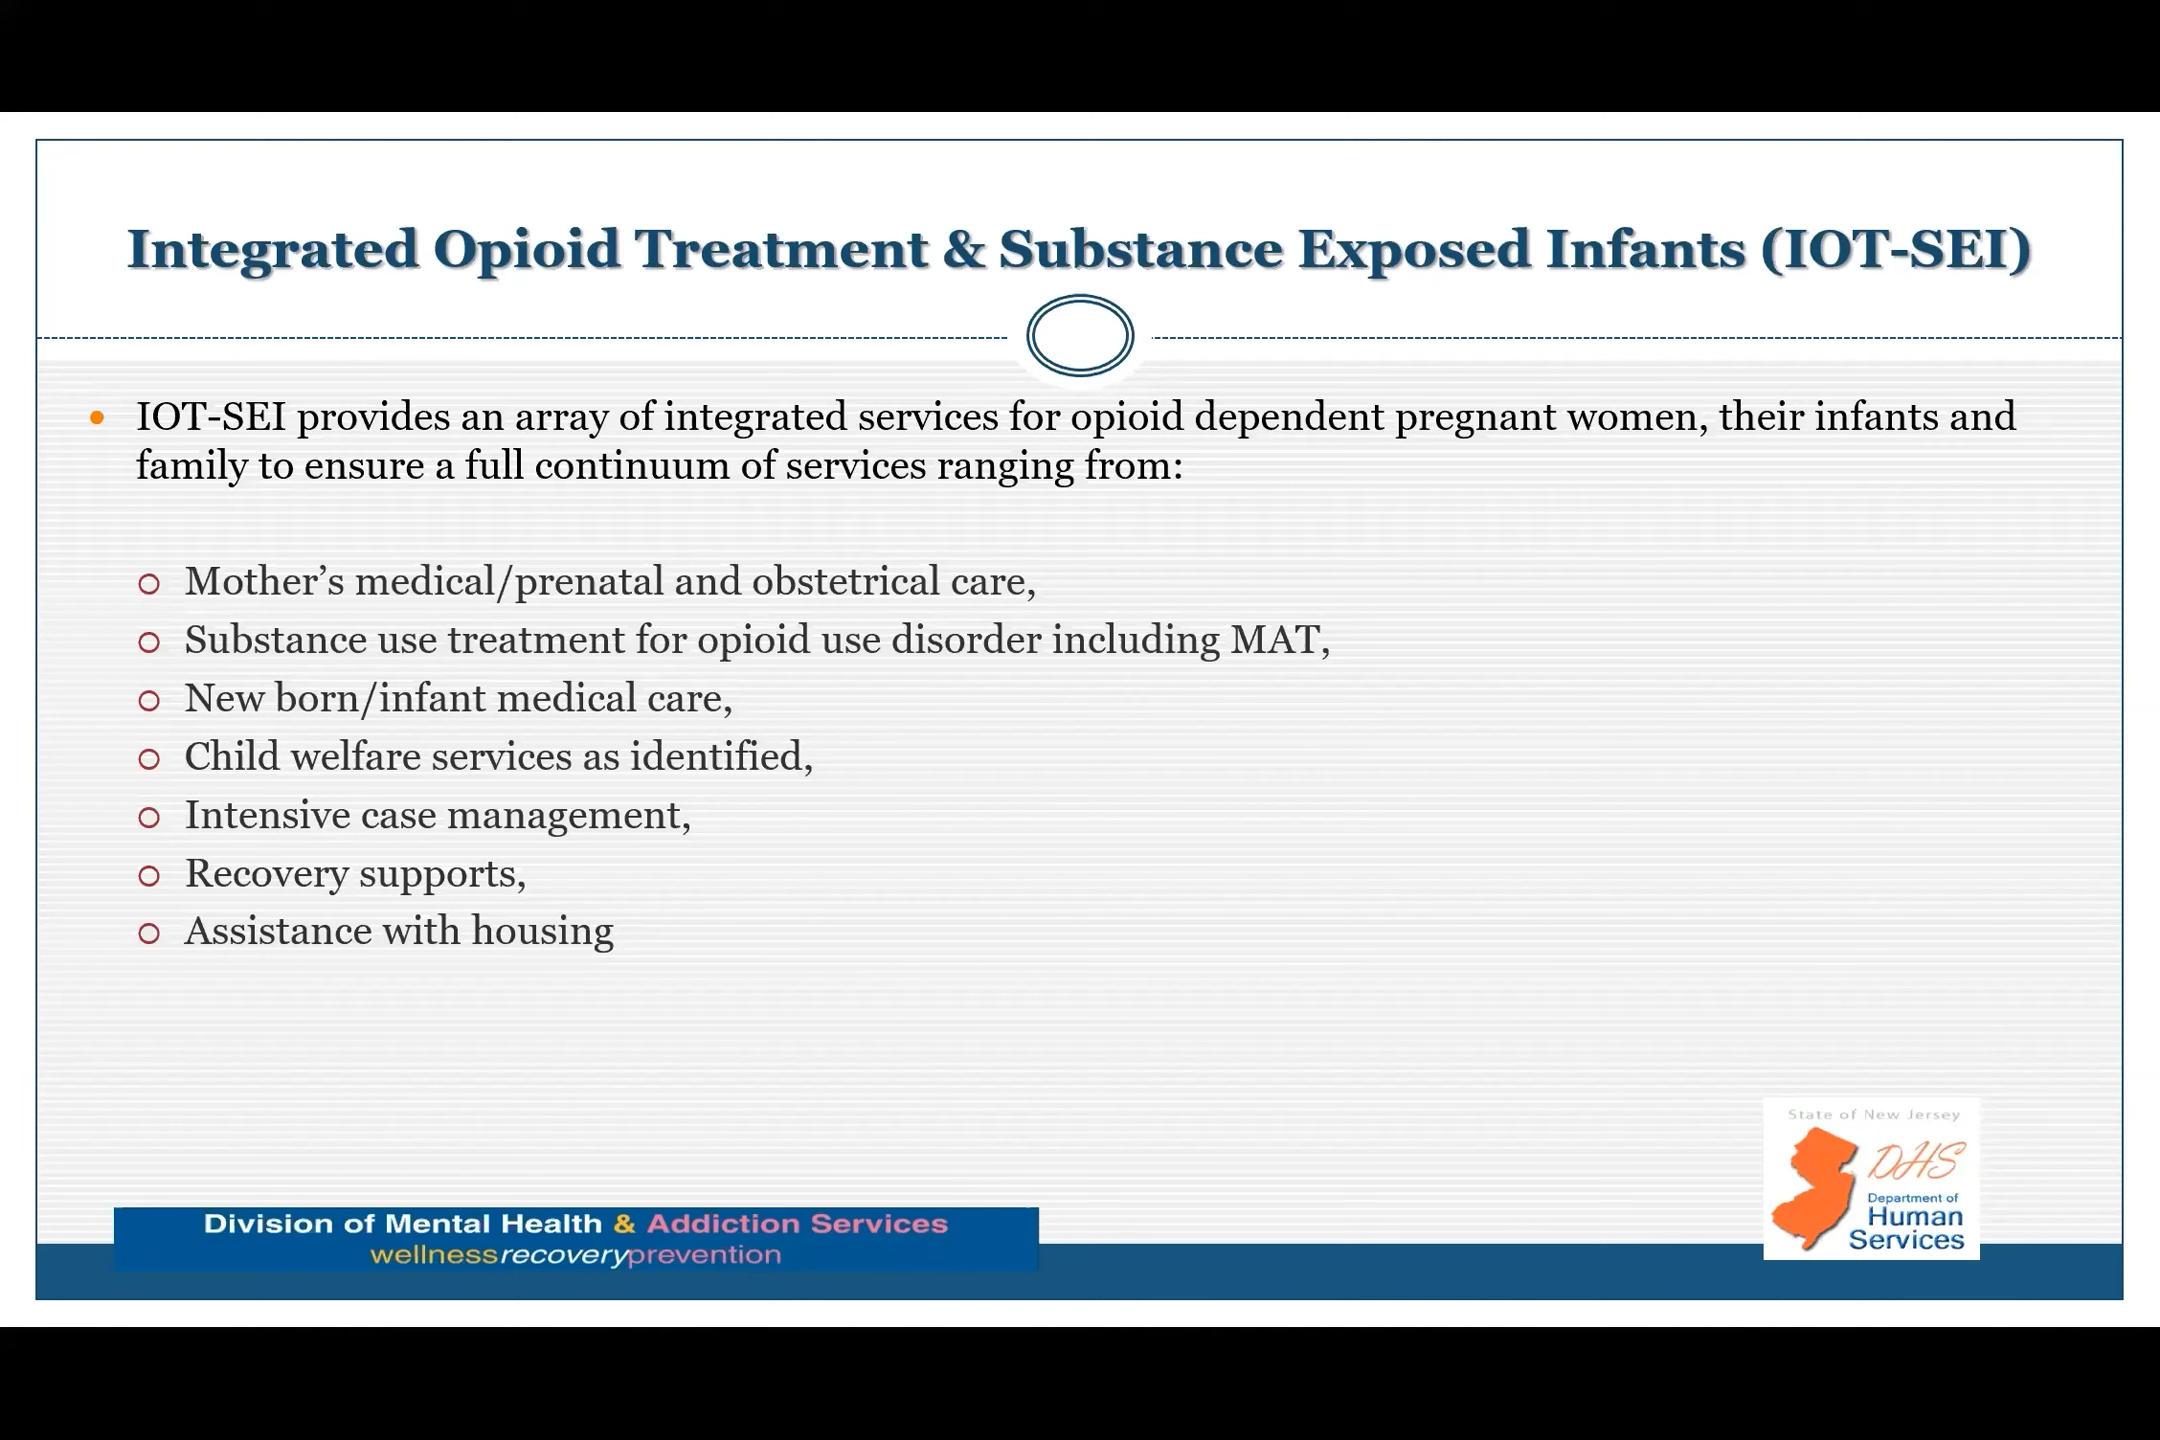 Integrated Opioid Treatment & Substance Exposed Infants (IOT-SEI)
• IOT-SEI provides an array of integrated services for opioid dependent pregnant women, their infants and
family to ensure a full continuum of services ranging from:
○ Mother’s medical/prenatal and obstetrical care,
○ Substance use treatment for opioid use disorder including MAT,
○ New born/infant medical care,
○ Child welfare services as identified,
○ Intensive case management,
○ Recovery supports,
○ Assistance with housing
Division of Mental Health & Addiction Services
wellnessrecoveryprevention
State of New Jersey
DHS
Department of
Human
Services